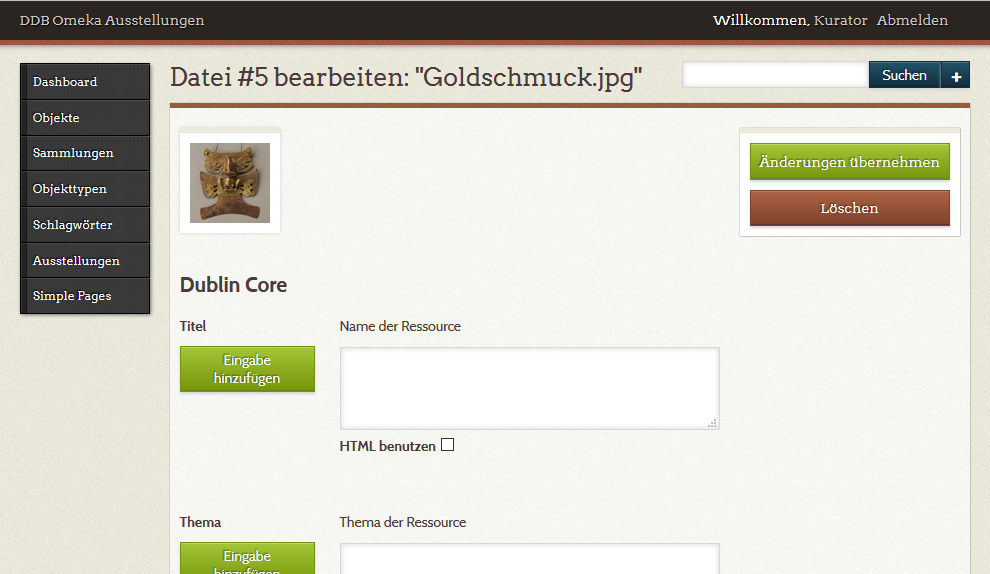 DDB Omeka Ausstellungen
Willkommen, Kurator Abmelden
Dashboard
Objekte
Sammlungen
Objekttypen
Schlagwörter
Ausstellungen
Simple Pages
Datei #5 bearbeiten: "Goldschmuck.jpg"
Suchen +
Änderungen übernehmen
Löschen
Dublin Core
Titel
Name der Ressource
Eingabe
hinzufügen
HTML benutzen
Thema
Thema der Ressource
Eingabe
hinzufügen